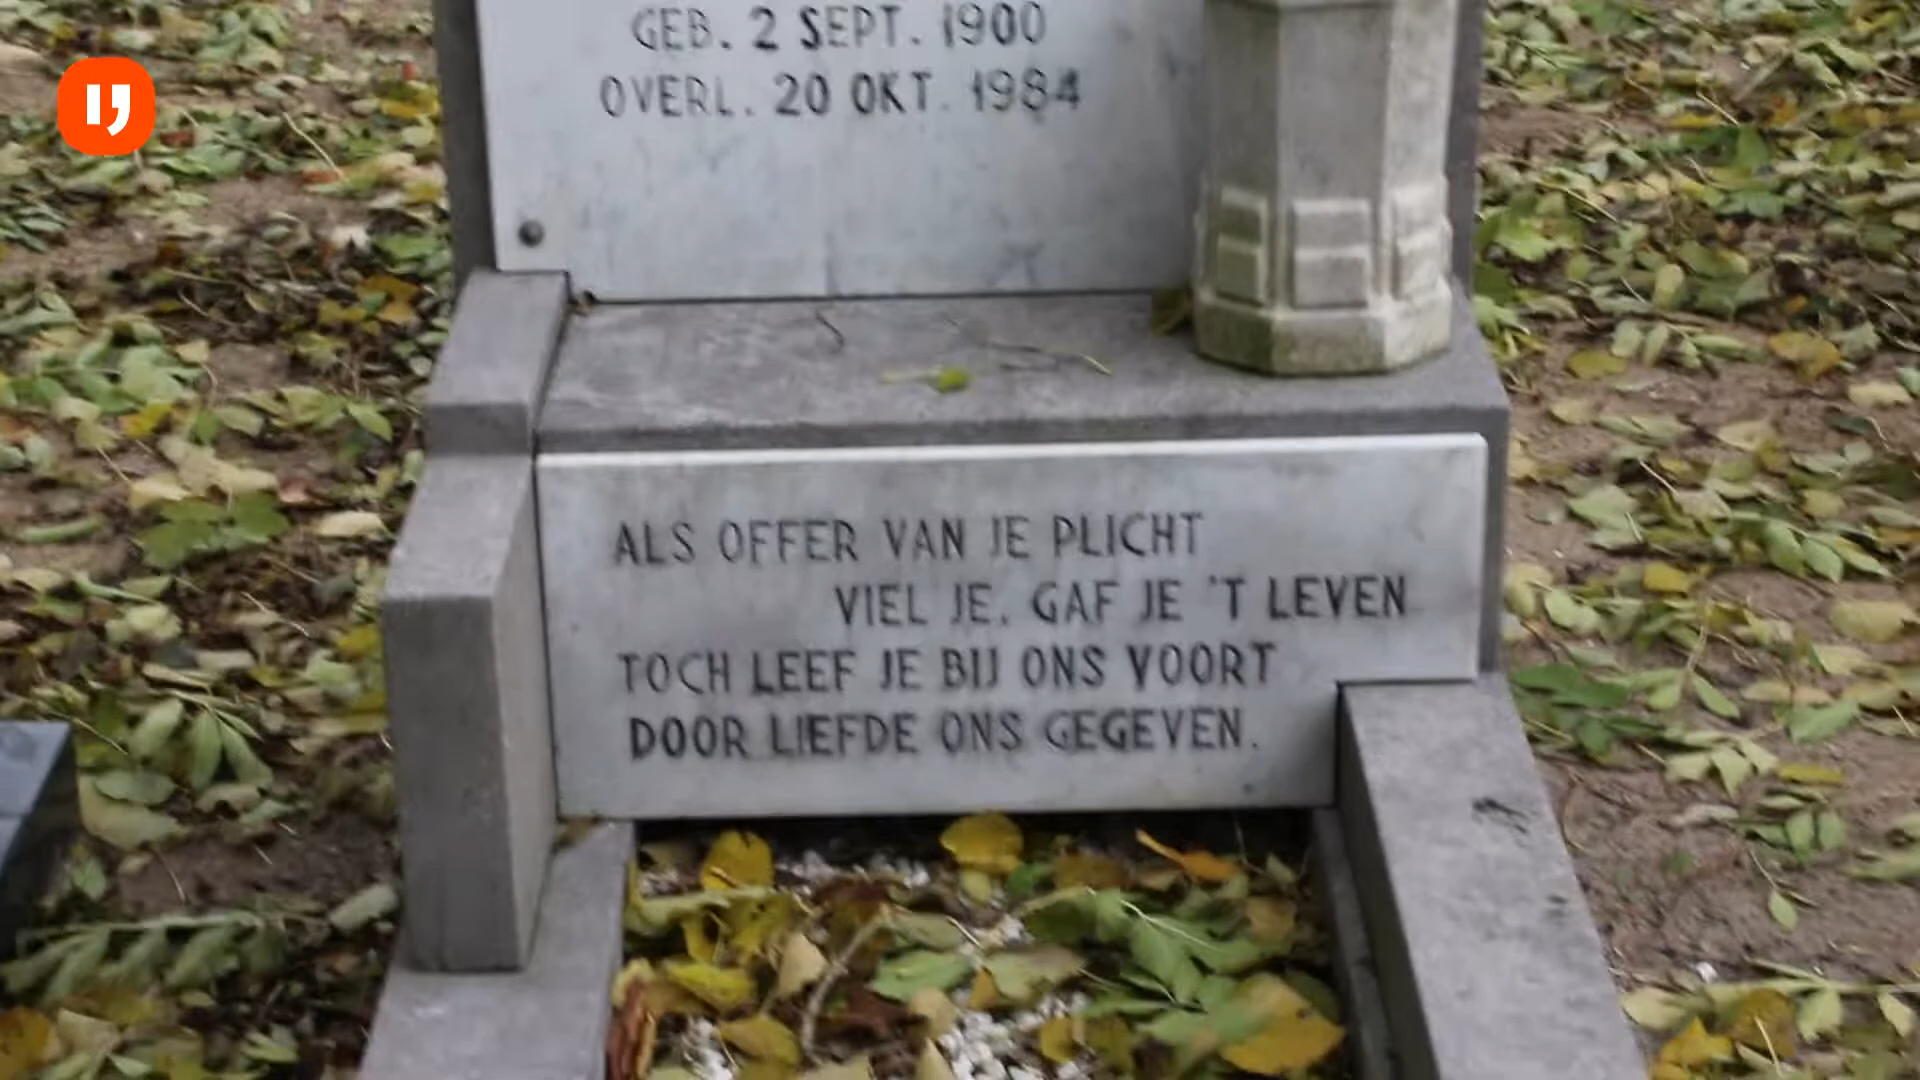 GEB. 2 SEPT. 1900
OVERL. 20 OKT. 1984
ALS OFFER VAN JE PLICHT
VIEL JE, GAF JE 'T LEVEN
TOCH LEEF JE BIJ ONS VOORT
DOOR LIEFDE ONS GEGEVEN.